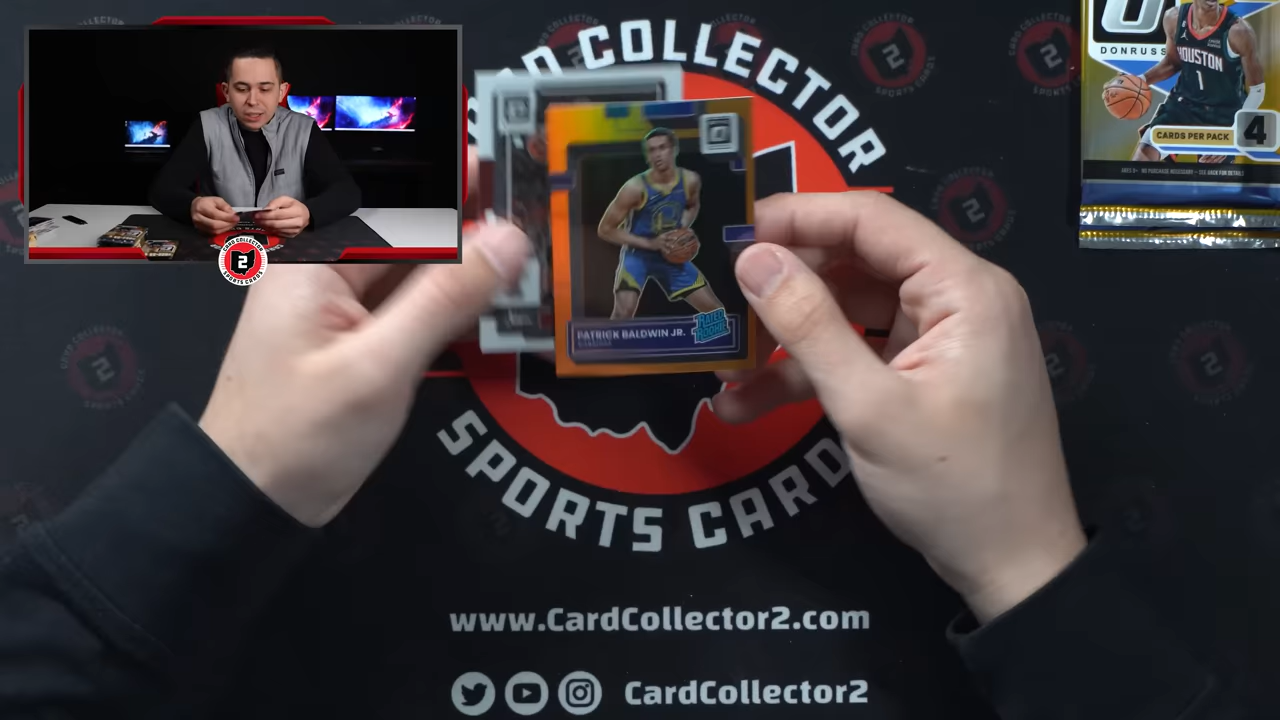 CARD COLLECTOR
2
DONRUSS
HOUSTON
1
CARDS PER PACK 4
PATRICK BALDWIN JR.
RATED
ROOKIE
SPORTS CARDS
www.CardCollector2.com
CardCollector2